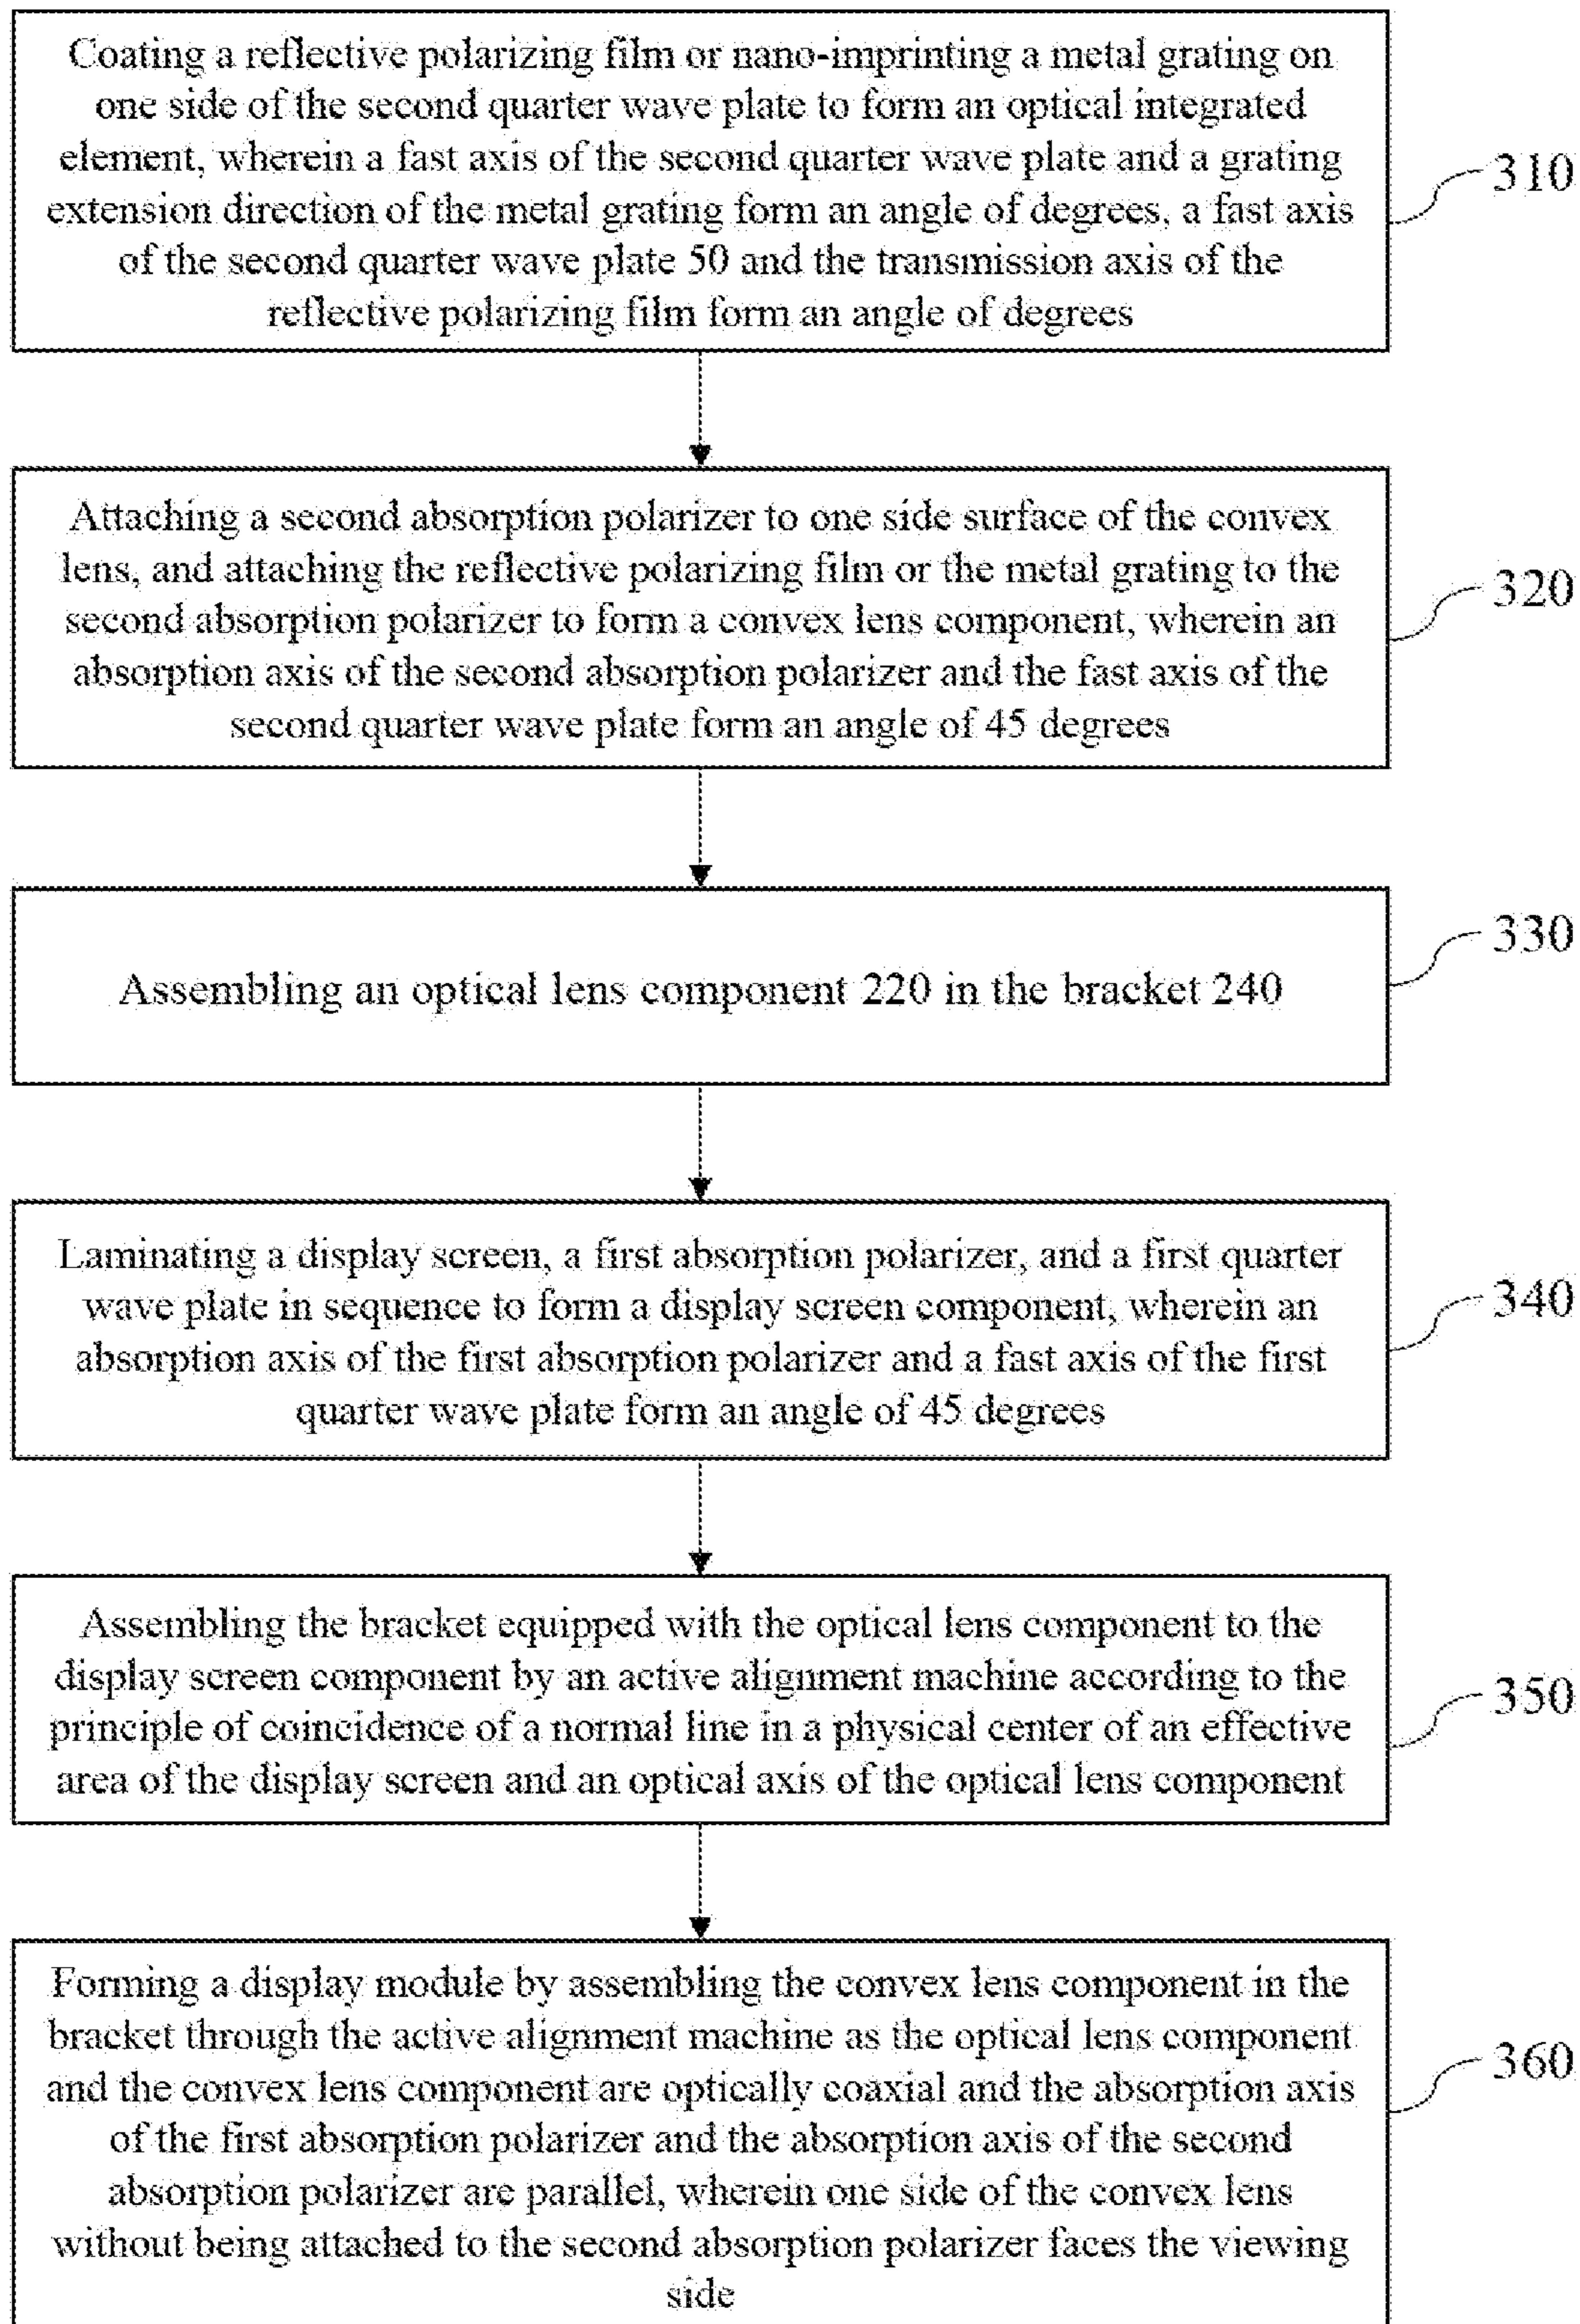 Coating a reflective polarizing film or nano-imprinting a metal grating on
one side of the second quarter wave plate to form an optical integrated
element, wherein a fast axis of the second quarter wave plate and a grating
extension direction of the metal grating form an angle of degrees, a fast axis
of the second quarter wave plate 50 and the transmission axis of the
reflective polarizing film form an angle of degrees
310
Attaching a second absorption polarizer to one side surface of the convex
lens, and attaching the reflective polarizing film or the metal grating to the
second absorption polarizer to form a convex lens component, wherein an
absorption axis of the second absorption polarizer and the fast axis of the
second quarter wave plate form an angle of 45 degrees
320
Assembling an optical lens component 220 in the bracket 240
330
Laminating a display screen, a first absorption polarizer, and a first quarter
wave plate in sequence to form a display screen component, wherein an
absorption axis of the first absorption polarizer and a fast axis of the first
quarter wave plate form an angle of 45 degrees
340
Assembling the bracket equipped with the optical lens component to the
display screen component by an active alignment machine according to the
principle of coincidence of a normal line in a physical center of an effective
area of the display screen and an optical axis of the optical lens component
350
Forming a display module by assembling the convex lens component in the
bracket through the active alignment machine as the optical lens component
and the convex lens component are optically coaxial and the absorption axis
of the first absorption polarizer and the absorption axis of the second
absorption polarizer are parallel, wherein one side of the convex lens
without being attached to the second absorption polarizer faces the viewing
side
360